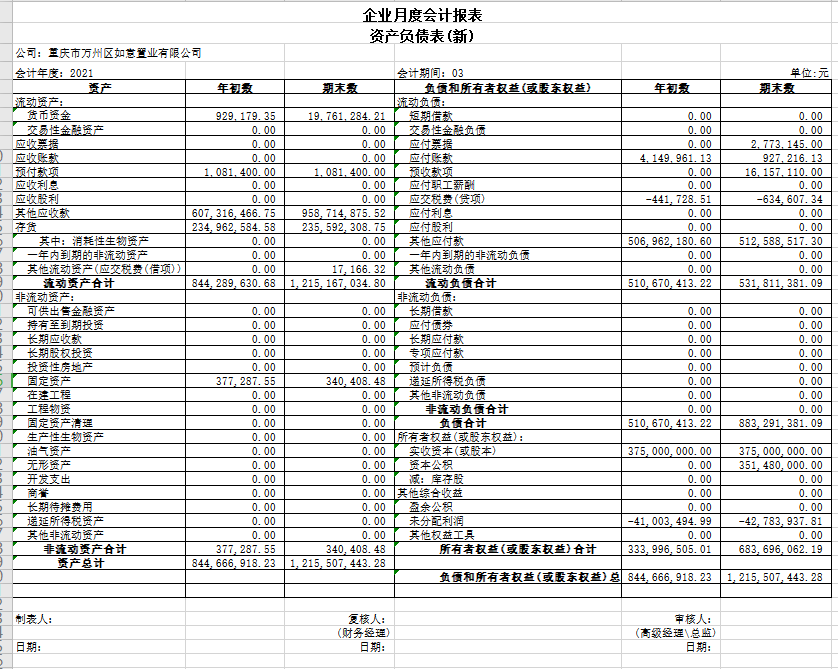 企业月度会计报表
资产负债表(新)
公司: 重庆市万州区如意置业有限公司
会计年度: 2021 会计期间: 03 单位:元
资产 年初数 期末数 负债和所有者权益(或股东权益) 年初数 期末数
流动资产: 流动负债:
货币资金 929,179.35 19,761,284.21 短期借款 0.00 0.00
交易性金融资产 0.00 0.00 交易性金融负债 0.00 0.00
应收票据 0.00 0.00 应付票据 0.00 2,773,145.00
应收账款 0.00 0.00 应付账款 4,149,961.13 927,216.13
预付款项 1,081,400.00 1,081,400.00 预收款项 0.00 16,157,110.00
应收利息 0.00 0.00 应付职工薪酬 0.00 0.00
应收股利 0.00 0.00 应交税费(贷项) -441,728.51 -634,607.34
其他应收款 607,316,466.75 958,714,875.52 应付利息 0.00 0.00
存货 234,962,584.58 235,592,308.75 应付股利 0.00 0.00
其中: 消耗性生物资产 0.00 0.00 其他应付款 506,962,180.60 512,588,517.30
一年内到期的非流动资产 0.00 0.00 一年内到期的非流动负债 0.00 0.00
其他流动资产(应交税费(借项)) 0.00 17,166.32 其他流动负债 0.00 0.00
流动资产合计 844,289,630.68 1,215,167,034.80 流动负债合计 510,670,413.22 531,811,381.09
非流动资产: 非流动负债:
可供出售金融资产 0.00 0.00 长期借款 0.00 0.00
持有至到期投资 0.00 0.00 应付债券 0.00 0.00
长期应收款 0.00 0.00 长期应付款 0.00 0.00
长期股权投资 0.00 0.00 专项应付款 0.00 0.00
投资性房地产 0.00 0.00 预计负债 0.00 0.00
固定资产 377,287.55 340,408.48 递延所得税负债 0.00 0.00
在建工程 0.00 0.00 其他非流动负债 0.00 0.00
工程物资 0.00 0.00 非流动负债合计 0.00 0.00
固定资产清理 0.00 0.00 负债合计 510,670,413.22 883,291,381.09
生产性生物资产 0.00 0.00 所有者权益(或股东权益):
油气资产 0.00 0.00 实收资本(或股本) 375,000,000.00 375,000,000.00
无形资产 0.00 0.00 资本公积 0.00 351,480,000.00
开发支出 0.00 0.00 减: 库存股 0.00 0.00
商誉 0.00 0.00 其他综合收益 0.00 0.00
长期待摊费用 0.00 0.00 盈余公积 0.00 0.00
递延所得税资产 0.00 0.00 未分配利润 -41,003,494.99 -42,783,937.81
其他非流动资产 0.00 0.00 其他权益工具 0.00 0.00
非流动资产合计 377,287.55 340,408.48 所有者权益(或股东权益)合计 333,996,505.01 683,696,062.19
资产总计 844,666,918.23 1,215,507,443.28
负债和所有者权益(或股东权益)总 844,666,918.23 1,215,507,443.28
制表人: 复核人: 审核人:
(财务经理) (高级经理\总监)
日期: 日期: 日期: